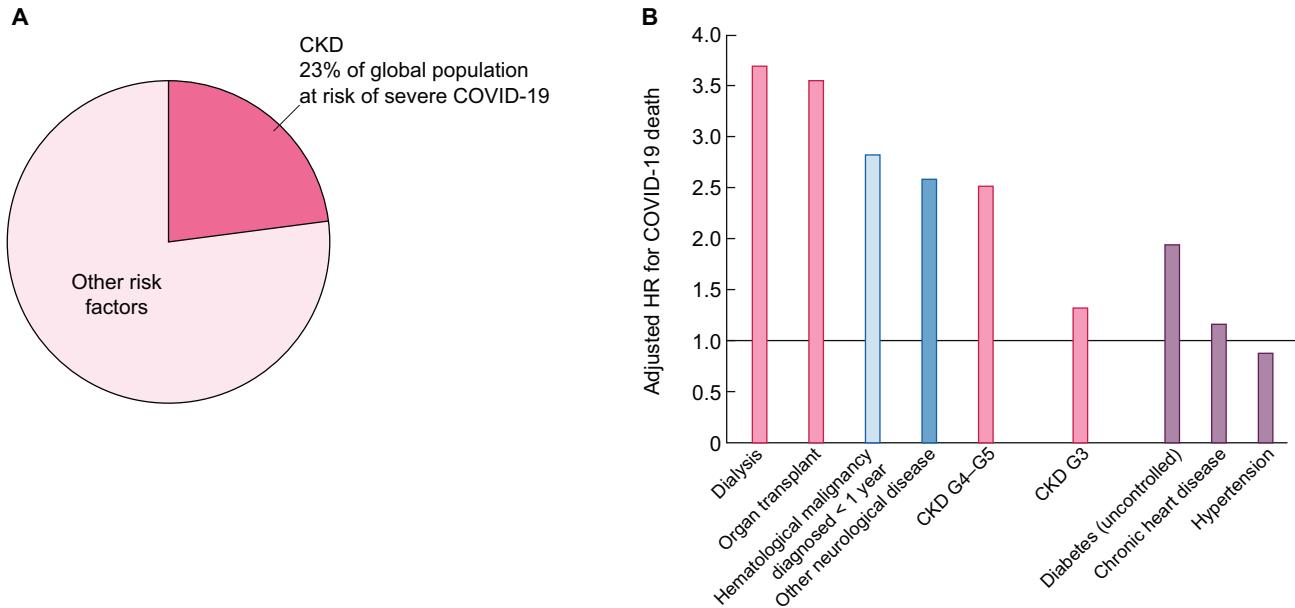 A
CKD
23% of global population
at risk of severe COVID-19
Other risk
factors
B
Adjusted HR for COVID-19 death
4.0
3.5
3.0
2.5
2.0
1.5
1.0
0.5
0
Dialysis
Organ transplant
Hematological malignancy
diagnosed < 1 year
Other neurological disease
CKD G4–G5
CKD G3
Diabetes (uncontrolled)
Chronic heart disease
Hypertension